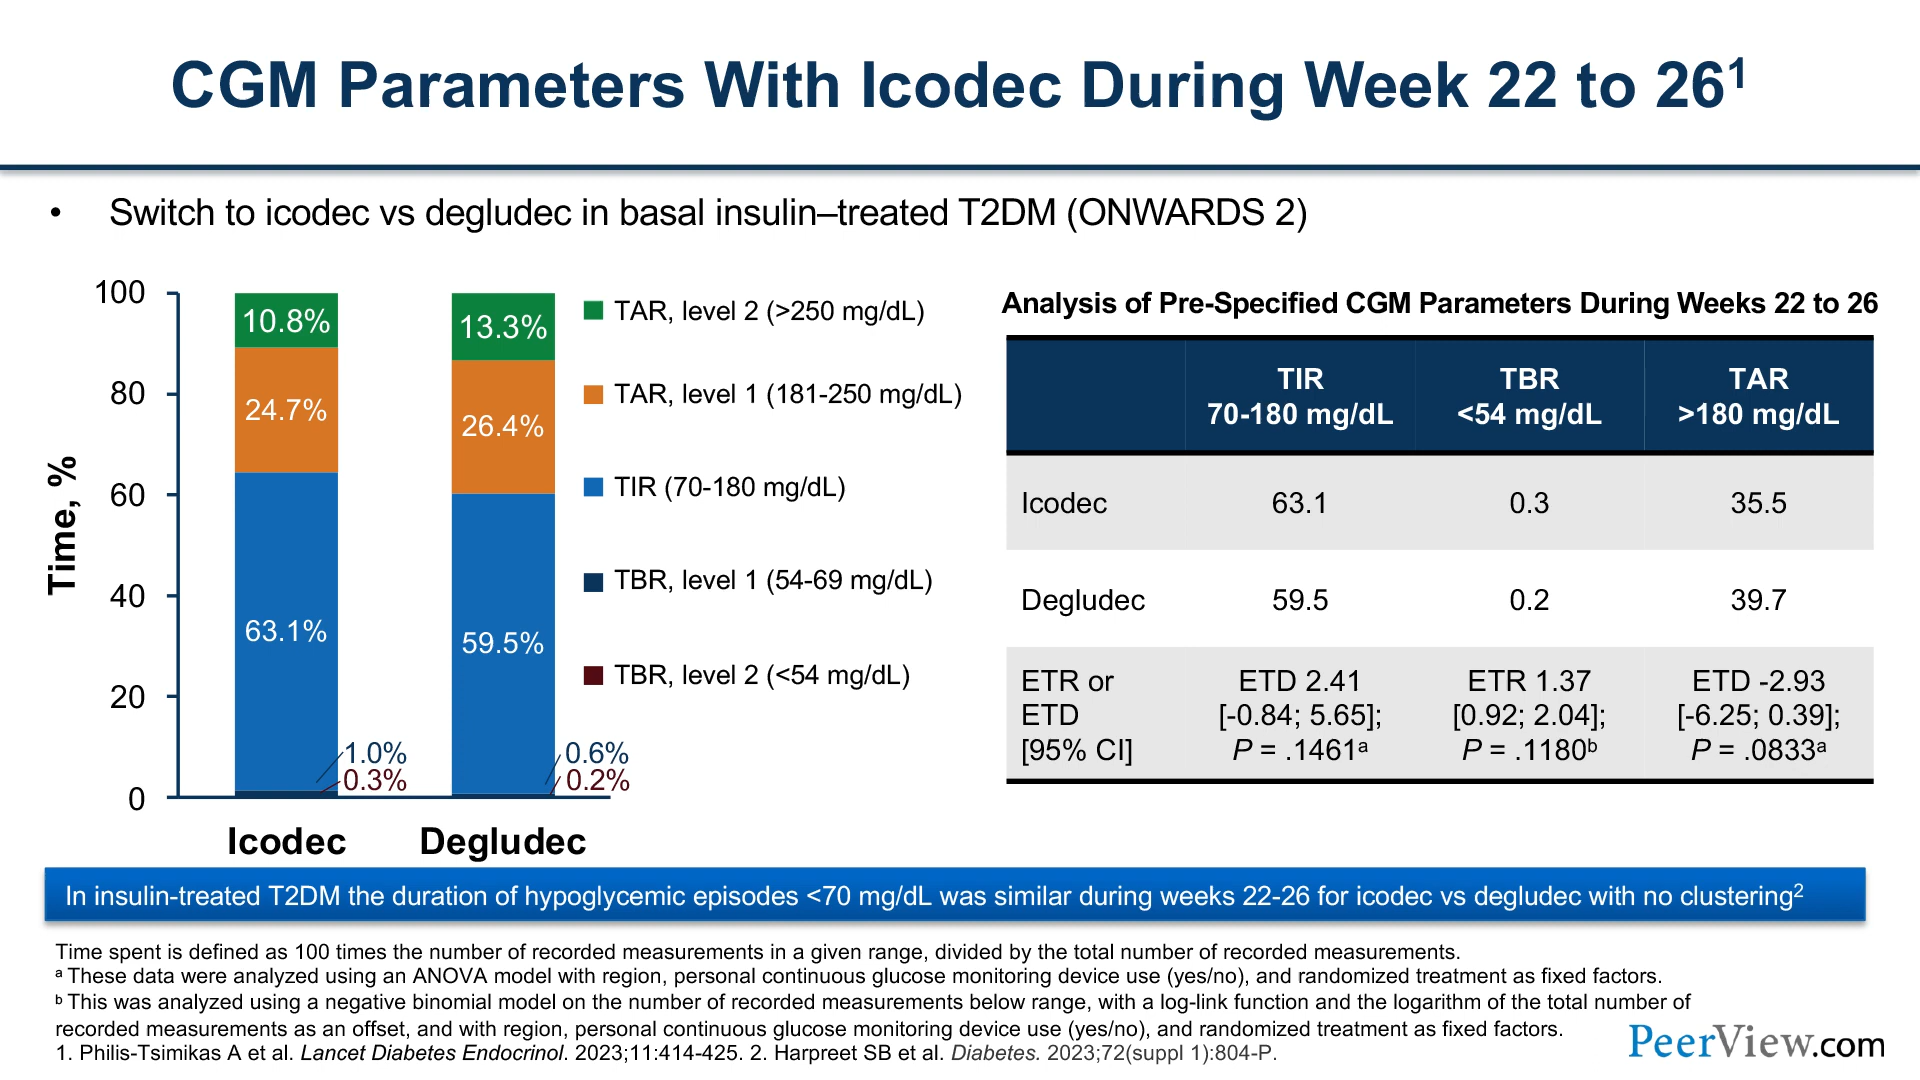 CGM Parameters With Icodec During Week 22 to 26¹
• Switch to icodec vs degludec in basal insulin–treated T2DM (ONWARDS 2)
Time, %
100
80
60
40
20
0
10.8%
24.7%
63.1%
1.0%
0.3%
13.3%
26.4%
59.5%
0.6%
0.2%
Icodec
Degludec
TAR, level 2 (>250 mg/dL)
TAR, level 1 (181-250 mg/dL)
TIR (70-180 mg/dL)
TBR, level 1 (54-69 mg/dL)
TBR, level 2 (<54 mg/dL)
Analysis of Pre-Specified CGM Parameters During Weeks 22 to 26
TIR TBR TAR
70-180 mg/dL <54 mg/dL >180 mg/dL
Icodec 63.1 0.3 35.5
Degludec 59.5 0.2 39.7
ETR or ETD 2.41 ETR 1.37 ETD -2.93
ETD [-0.84; 5.65]; [0.92; 2.04]; [-6.25; 0.39];
[95% CI] P = .1461ᵃ P = .1180ᵇ P = .0833ᵃ
In insulin-treated T2DM the duration of hypoglycemic episodes <70 mg/dL was similar during weeks 22-26 for icodec vs degludec with no clustering²
Time spent is defined as 100 times the number of recorded measurements in a given range, divided by the total number of recorded measurements.
ᵃ These data were analyzed using an ANOVA model with region, personal continuous glucose monitoring device use (yes/no), and randomized treatment as fixed factors.
ᵇ This was analyzed using a negative binomial model on the number of recorded measurements below range, with a log-link function and the logarithm of the total number of
recorded measurements as an offset, and with region, personal continuous glucose monitoring device use (yes/no), and randomized treatment as fixed factors.
1. Philis-Tsimikas A et al. Lancet Diabetes Endocrinol. 2023;11:414-425. 2. Harpreet SB et al. Diabetes. 2023;72(suppl 1):804-P.
PeerView.com